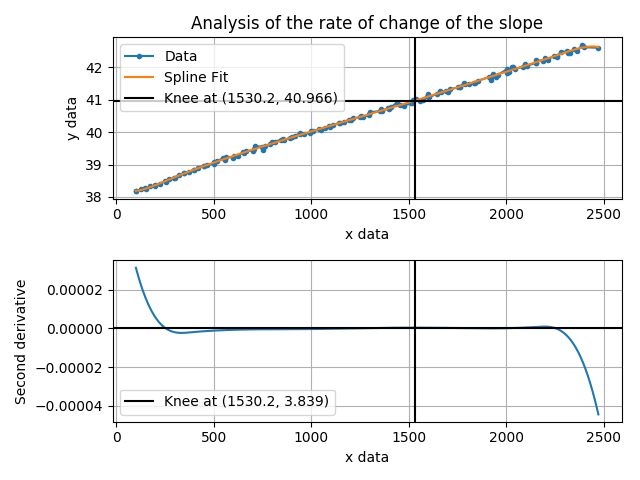 Analysis of the rate of change of the slope
Data
Spline Fit
Knee at (1530.2, 40.966)
y data
42
41
40
39
38
0 500 1000 1500 2000 2500
x data
Second derivative
0.00002
0.00000
−0.00002
−0.00004
Knee at (1530.2, 3.839)
0 500 1000 1500 2000 2500
x data